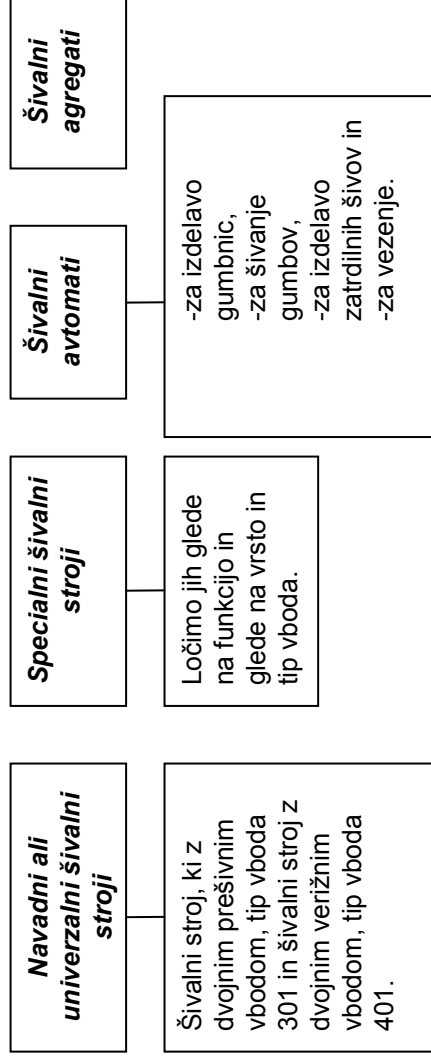 Navadni ali
univerzalni šivalni
stroji
Šivalni stroj, ki z
dvojnim prešivnim
vbodom, tip vboda
301 in šivalni stroj z
dvojnim verižnim
vbodom, tip vboda
401.
Specialni šivalni
stroji
Ločimo jih glede
na funkcijo in
glede na vrsto in
tip vboda.
Šivalni
avtomati
-za izdelavo
gumbnic,
-za šivanje
gumbov,
-za izdelavo
zatrdilnih šivov in
-za vezenje.
Šivalni
agregati